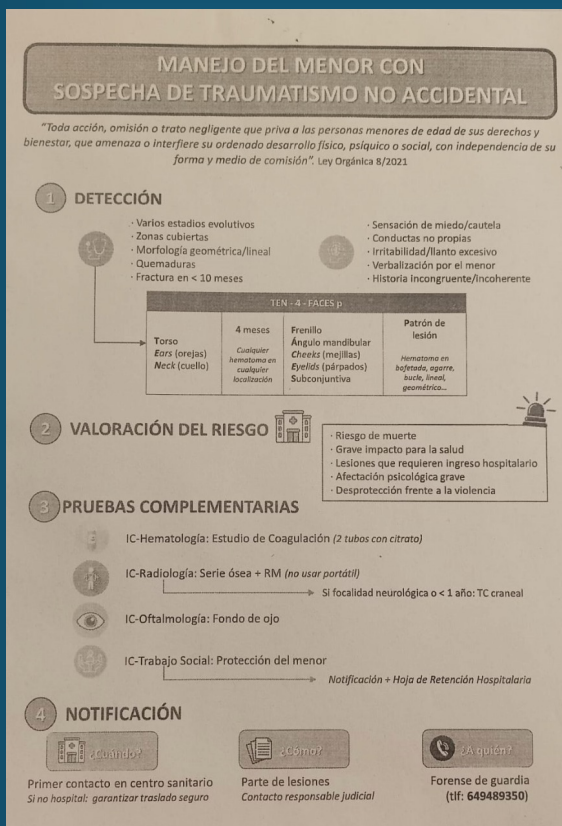 MANEJO DEL MENOR CON
SOSPECHA DE TRAUMATISMO NO ACCIDENTAL
"Toda acción, omisión o trato negligente que priva a las personas menores de edad de sus derechos y
bienestar, que amenaza o interfiere su ordenado desarrollo físico, psíquico o social, con independencia de su
forma y medio de comisión". Ley Orgánica 8/2021
1 DETECCIÓN
· Varios estadios evolutivos
· Zonas cubiertas
· Morfología geométrica/lineal
· Quemaduras
· Fractura en < 10 meses
· Sensación de miedo/cautela
· Conductas no propias
· Irritabilidad/llanto excesivo
· Verbalización por el menor
· Historia incongruente/incoherente
TEN - 4 - FACES p
Torso
Ears (orejas)
Neck (cuello)
4 meses
Cualquier
hematoma en
cualquier
localización
Frenillo
Ángulo mandibular
Cheeks (mejillas)
Eyelids (párpados)
Subconjuntiva
Patrón de
lesión
Hematoma en
bofetada, agarre,
bucle, lineal,
geométrico...
2 VALORACIÓN DEL RIESGO
· Riesgo de muerte
· Grave impacto para la salud
· Lesiones que requieren ingreso hospitalario
· Afectación psicológica grave
· Desprotección frente a la violencia
3 PRUEBAS COMPLEMENTARIAS
IC-Hematología: Estudio de Coagulación (2 tubos con citrato)
IC-Radiología: Serie ósea + RM (no usar portátil)
Si focalidad neurológica o < 1 año: TC craneal
IC-Oftalmología: Fondo de ojo
IC-Trabajo Social: Protección del menor
Notificación + Hoja de Retención Hospitalaria
4 NOTIFICACIÓN
¿Cuándo?
Primer contacto en centro sanitario
Si no hospital: garantizar traslado seguro
¿Cómo?
Parte de lesiones
Contacto responsable judicial
¿A quién?
Forense de guardia
(tlf: 649489350)